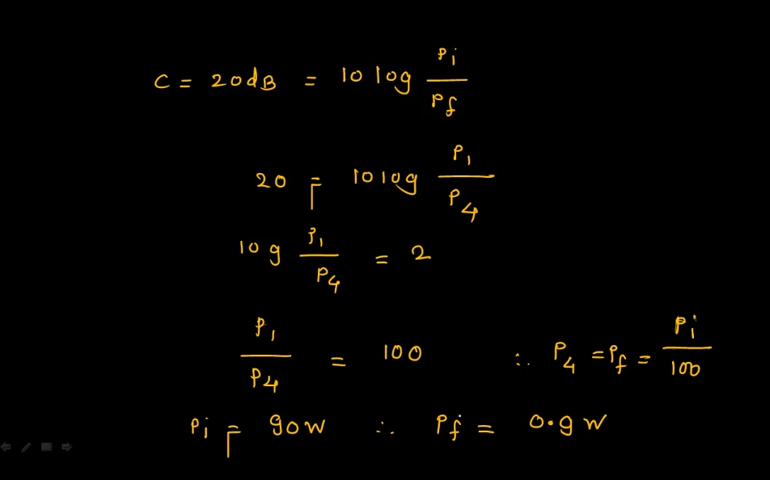 C = 20dB = 10 log Pi/Pf
20 = 10 log P1/P4
log P1/P4 = 2
P1/P4 = 100 ∴ P4 = Pf = Pi/100
Pi = 90W ∴ Pf = 0.9 W